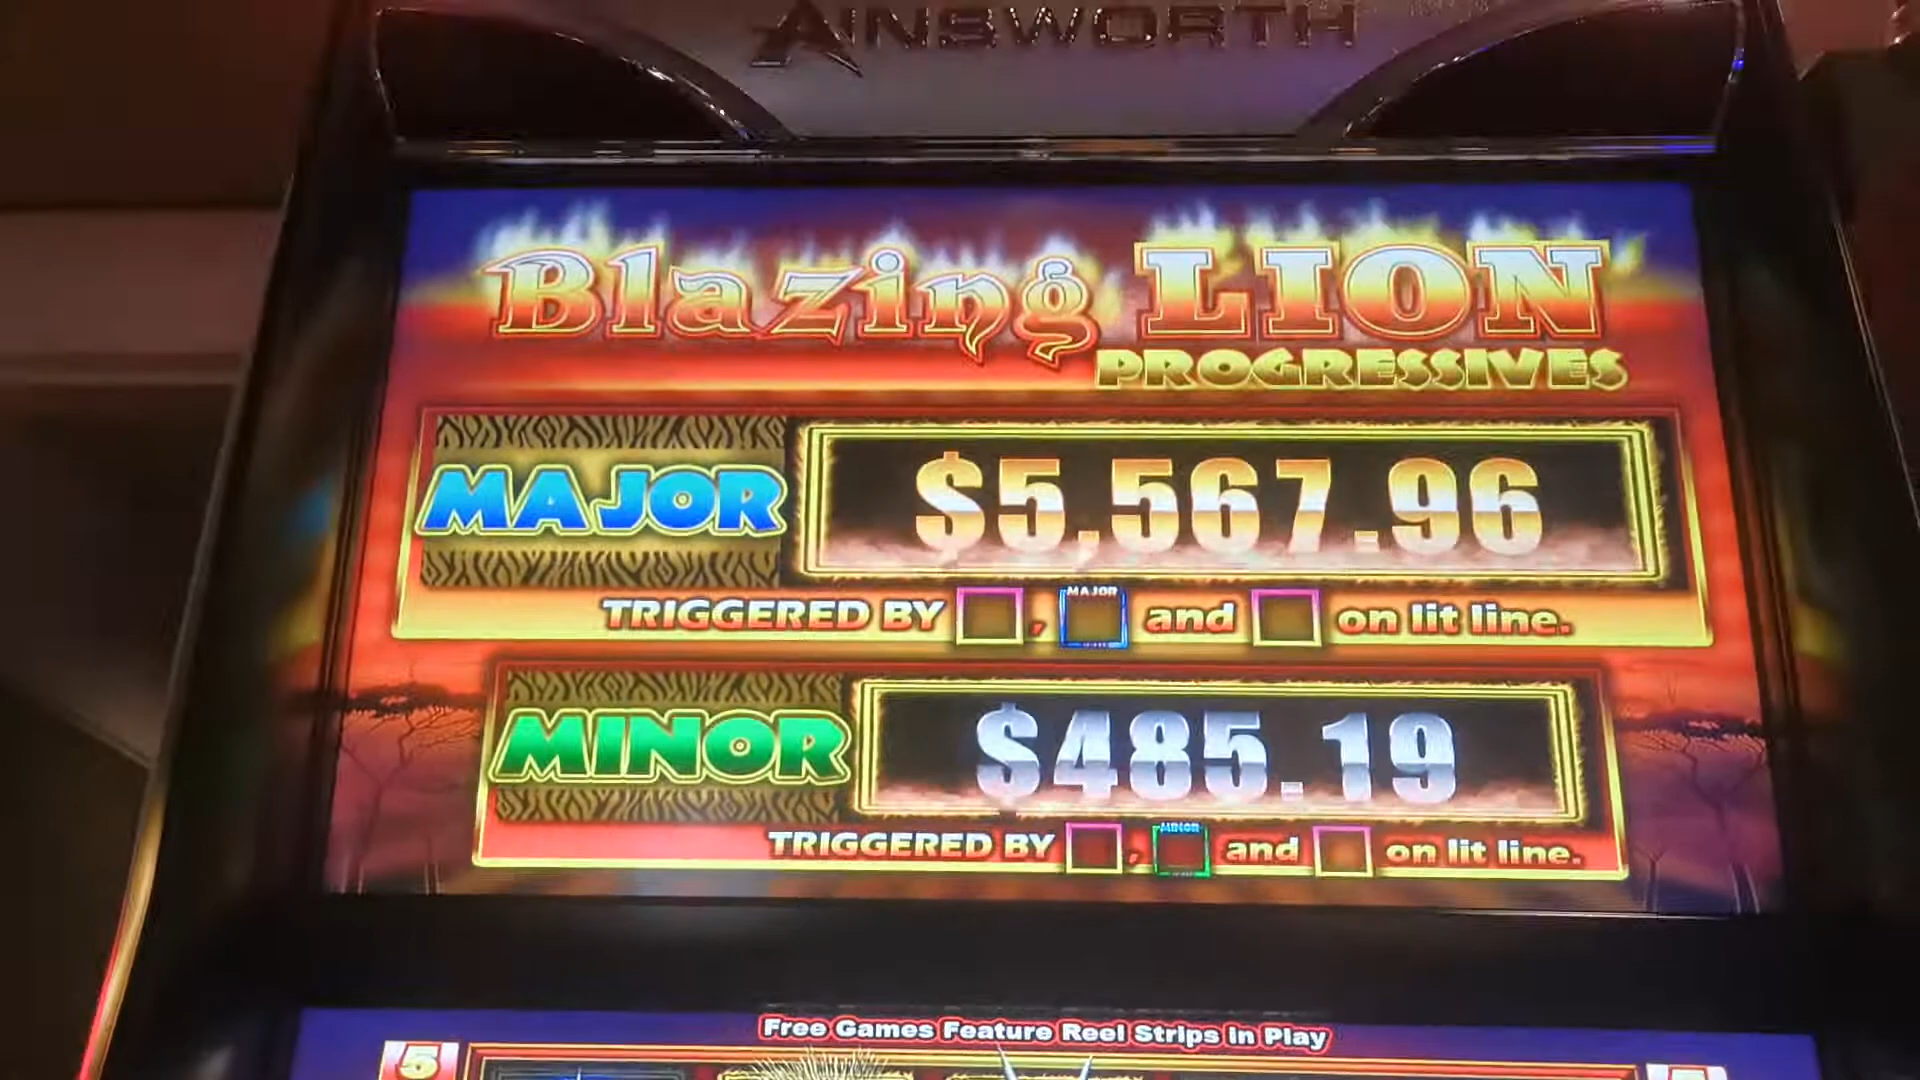 AINSWORTH
Blazing LION
PROGRESSIVES
MAJOR
$5,567.96
TRIGGERED BY , MAJOR and on lit line.
MINOR
$485.19
TRIGGERED BY , MINOR and on lit line.
Free Games Feature Reel Strips In Play
5